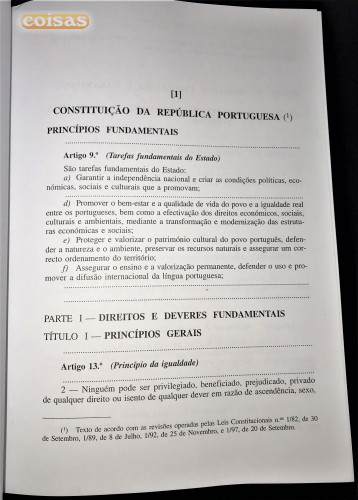 coisas
[1]
CONSTITUIÇÃO DA REPÚBLICA PORTUGUESA (¹)
PRINCÍPIOS FUNDAMENTAIS
Artigo 9.º (Tarefas fundamentais do Estado)
São tarefas fundamentais do Estado:
a) Garantir a independência nacional e criar as condições políticas, eco-
nómicas, sociais e culturais que a promovam;
d) Promover o bem-estar e a qualidade de vida do povo e a igualdade real
entre os portugueses, bem como a efectivação dos direitos económicos, sociais,
culturais e ambientais, mediante a transformação e modernização das estrutu-
ras económicas e sociais;
e) Proteger e valorizar o património cultural do povo português, defen-
der a natureza e o ambiente, preservar os recursos naturais e assegurar um cor-
recto ordenamento do território;
f) Assegurar o ensino e a valorização permanente, defender o uso e pro-
mover a difusão internacional da língua portuguesa;
PARTE I — DIREITOS E DEVERES FUNDAMENTAIS
TÍTULO I — PRINCÍPIOS GERAIS
Artigo 13.º (Princípio da igualdade)
2 — Ninguém pode ser privilegiado, beneficiado, prejudicado, privado
de qualquer direito ou isento de qualquer dever em razão de ascendência, sexo,
(¹) Texto de acordo com as revisões operadas pelas Leis Constitucionais n.os 1/82, de 30
de Setembro, 1/89, de 8 de Julho, 1/92, de 25 de Novembro, e 1/97, de 20 de Setembro.